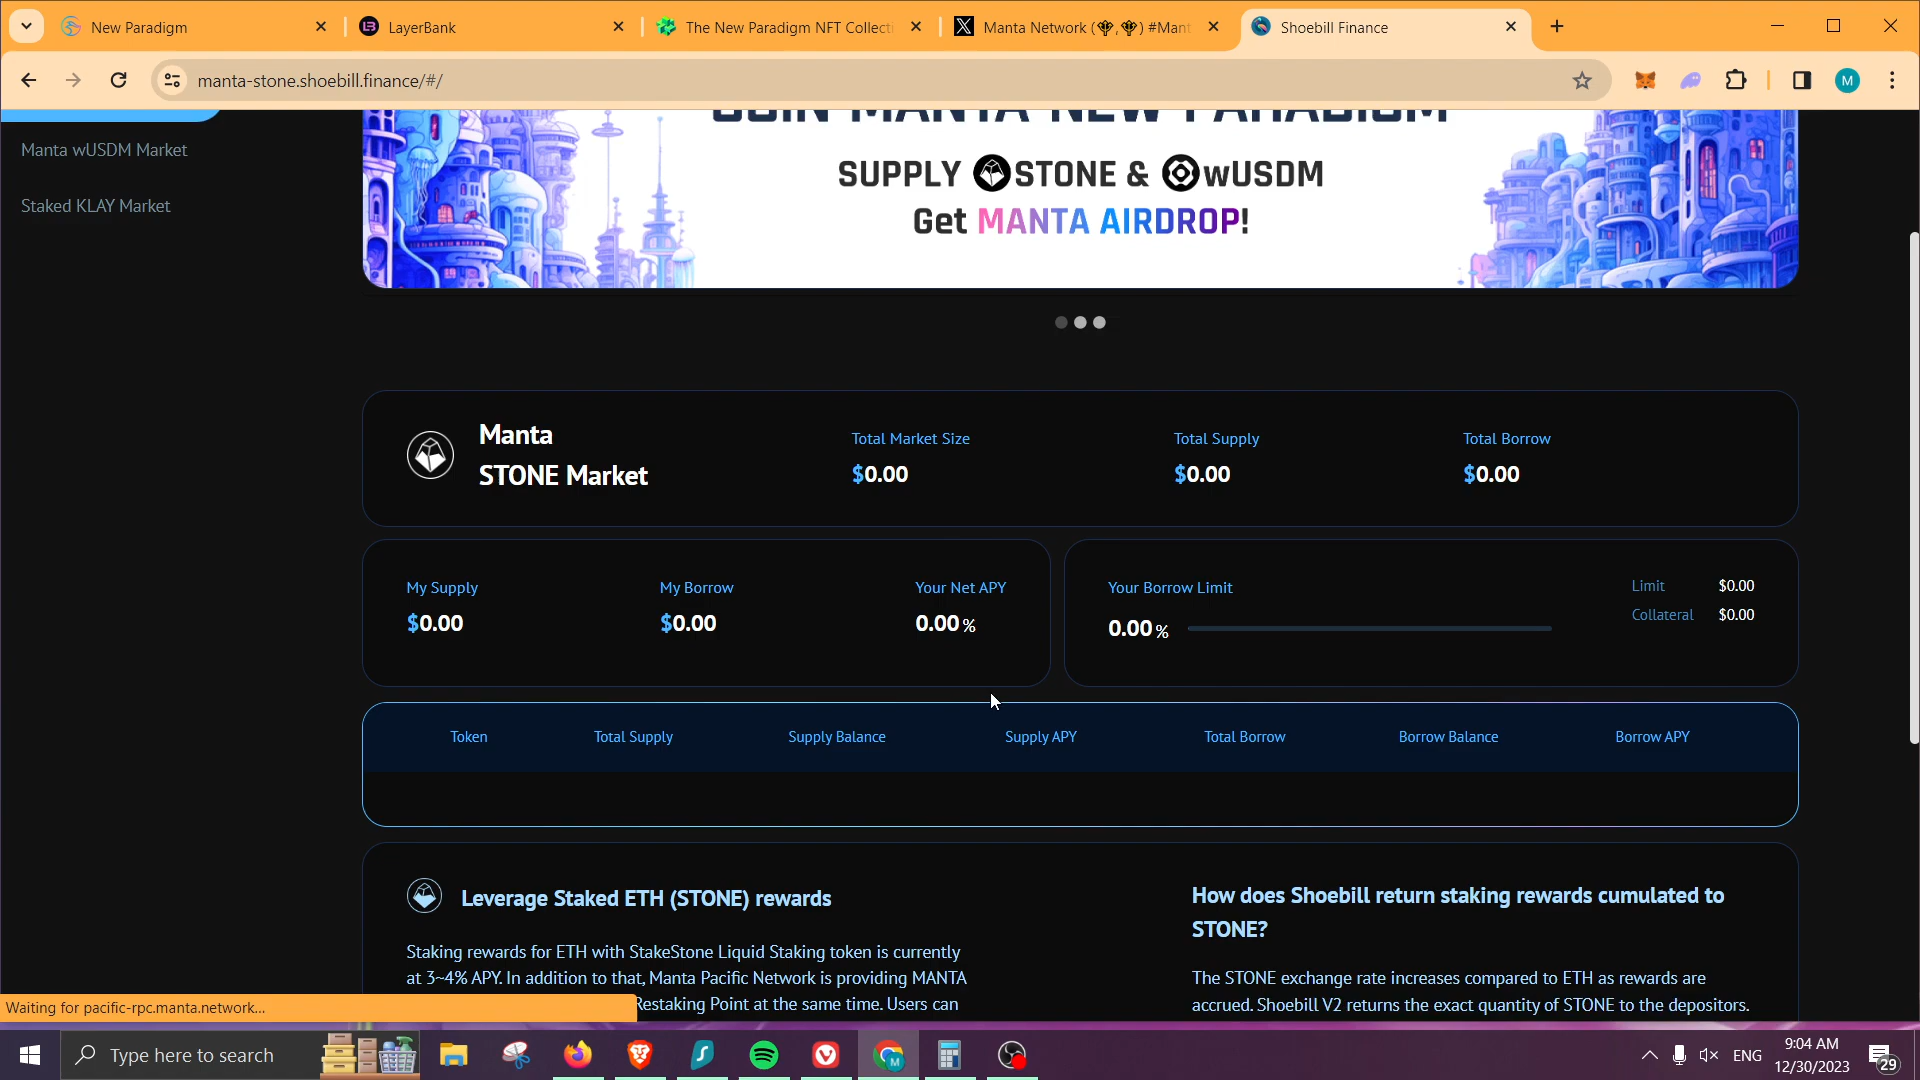 New Paradigm
LayerBank
The New Paradigm NFT Collecti
Manta Network (
) #Mant
Shoebill Finance
manta-stone.shoebill.finance/#/
M
Manta wUSDM Market
Staked KLAY Market
JOIN MANTA NEW PARADIGM
SUPPLY STONE & wUSDM
Get MANTA AIRDROP!
Manta
STONE Market
Total Market Size
$0.00
Total Supply
$0.00
Total Borrow
$0.00
My Supply
$0.00
My Borrow
$0.00
Your Net APY
0.00 %
Your Borrow Limit
0.00 %
Limit $0.00
Collateral $0.00
Token Total Supply Supply Balance Supply APY Total Borrow Borrow Balance Borrow APY
Leverage Staked ETH (STONE) rewards
Staking rewards for ETH with StakeStone Liquid Staking token is currently
at 3~4% APY. In addition to that, Manta Pacific Network is providing MANTA
Restaking Point at the same time. Users can
How does Shoebill return staking rewards cumulated to
STONE?
The STONE exchange rate increases compared to ETH as rewards are
accrued. Shoebill V2 returns the exact quantity of STONE to the depositors.
Waiting for pacific-rpc.manta.network...
Type here to search
M
ENG
9:04 AM
12/30/2023
29